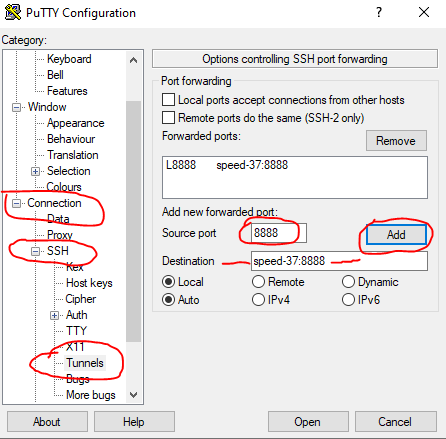 PuTTY Configuration
Category:
Keyboard
Bell
Features
Window
Appearance
Behaviour
Translation
Selection
Colours
Connection
Data
Proxy
SSH
Kex
Host keys
Cipher
Auth
TTY
X11
Tunnels
Bugs
More bugs
Options controlling SSH port forwarding
Port forwarding
Local ports accept connections from other hosts
Remote ports do the same (SSH-2 only)
Forwarded ports:
Remove
L8888 speed-37:8888
Add new forwarded port:
Source port 8888 Add
Destination speed-37:8888
Local Remote Dynamic
Auto IPv4 IPv6
About Help Open Cancel